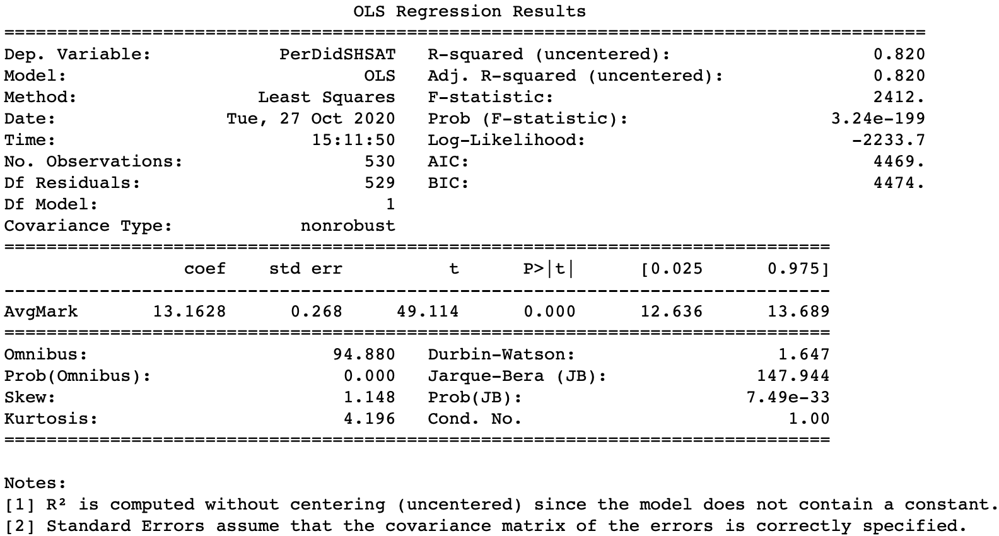 OLS Regression Results
=======================================================================================
Dep. Variable: PerDidSHSAT R-squared (uncentered): 0.820
Model: OLS Adj. R-squared (uncentered): 0.820
Method: Least Squares F-statistic: 2412.
Date: Tue, 27 Oct 2020 Prob (F-statistic): 3.24e-199
Time: 15:11:50 Log-Likelihood: -2233.7
No. Observations: 530 AIC: 4469.
Df Residuals: 529 BIC: 4474.
Df Model: 1
Covariance Type: nonrobust
==============================================================================
coef std err t P>|t| [0.025 0.975]
------------------------------------------------------------------------------
AvgMark 13.1628 0.268 49.114 0.000 12.636 13.689
==============================================================================
Omnibus: 94.880 Durbin-Watson: 1.647
Prob(Omnibus): 0.000 Jarque-Bera (JB): 147.944
Skew: 1.148 Prob(JB): 7.49e-33
Kurtosis: 4.196 Cond. No. 1.00
==============================================================================
Notes:
[1] R² is computed without centering (uncentered) since the model does not contain a constant.
[2] Standard Errors assume that the covariance matrix of the errors is correctly specified.